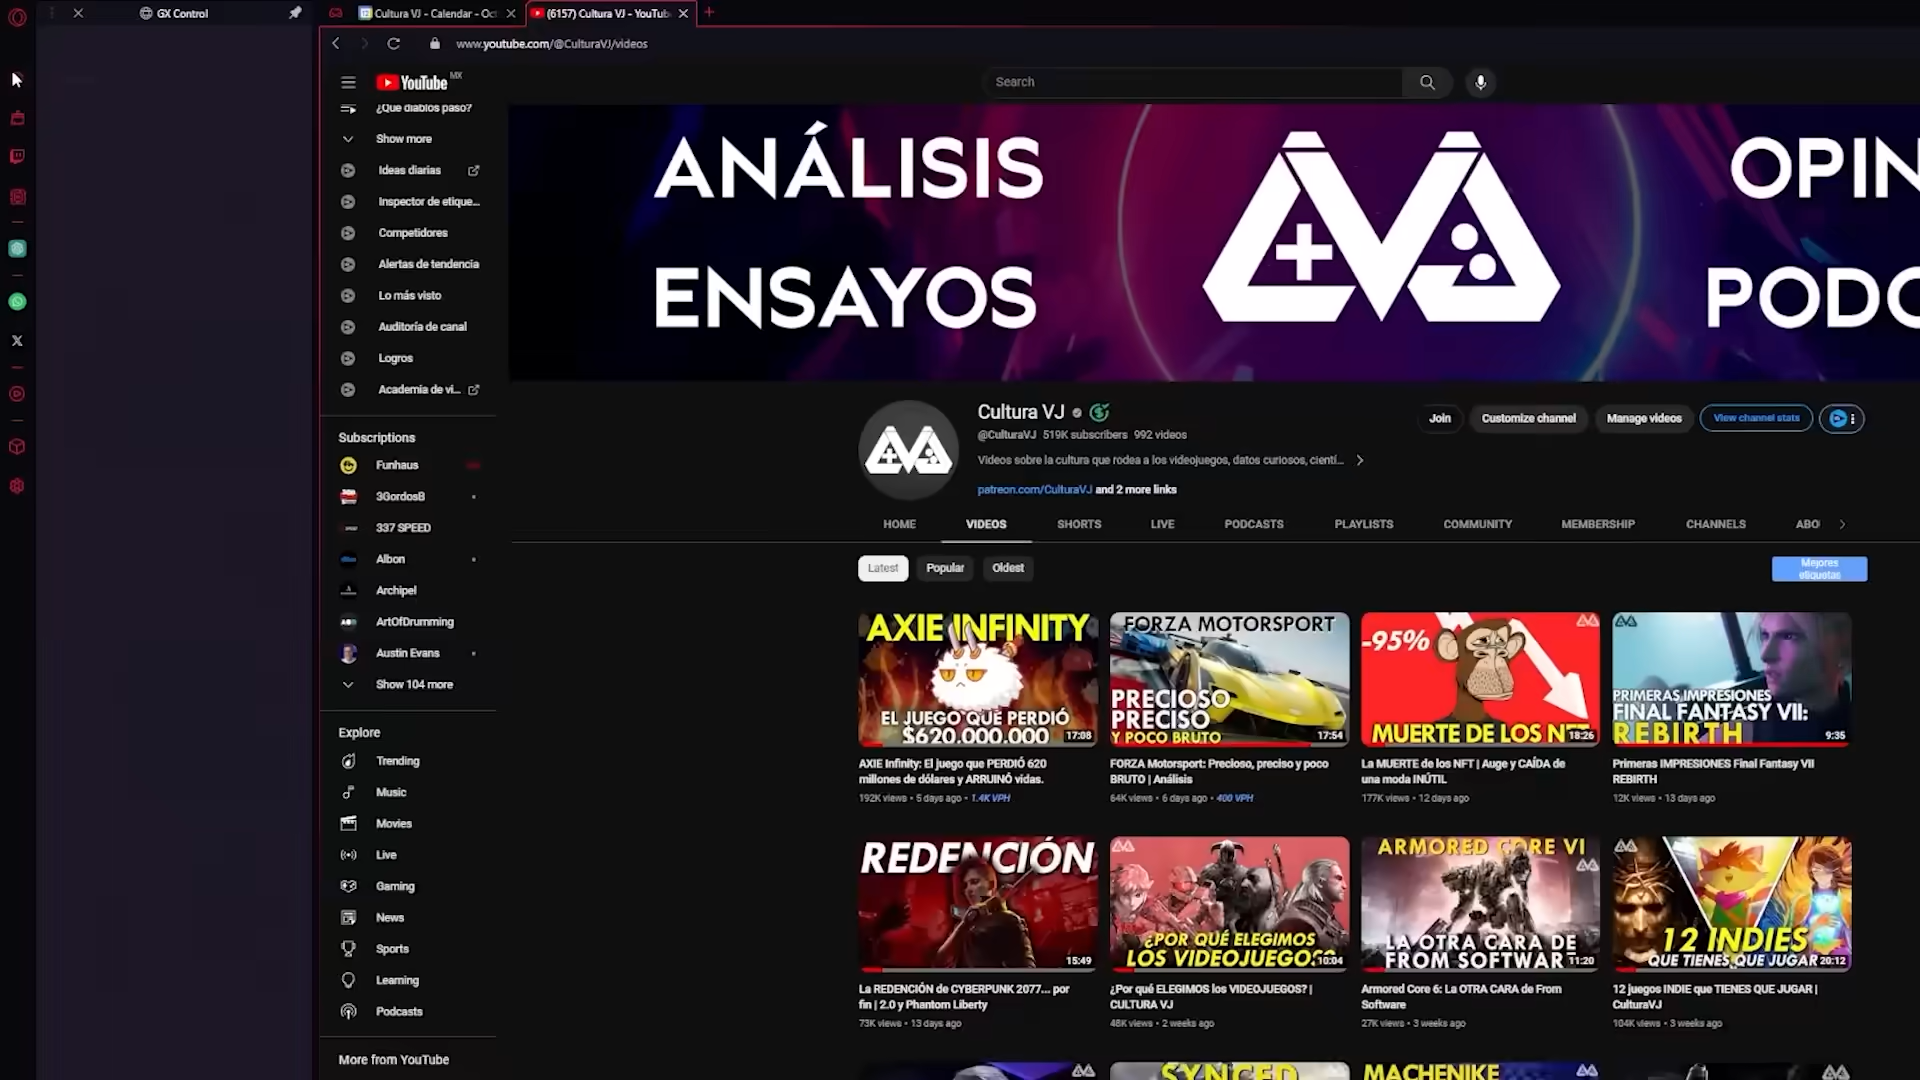 GX Control
Cultura VJ - Calendar - Oc
(6157) Cultura VJ - YouTub
www.youtube.com/@CulturaVJ/videos
YouTube MX
Search
¿Qué diablos pasó?
Show more
Ideas diarias
Inspector de etique...
Competidores
Alertas de tendencia
Lo más visto
Auditoría de canal
Logros
Academia de vi...
Subscriptions
Funhaus
3GordosB
337 SPEED
Albon
Archipel
ArtOfDrumming
Austin Evans
Show 104 more
Explore
Trending
Music
Movies
Live
Gaming
News
Sports
Learning
Podcasts
More from YouTube
ANÁLISIS
ENSAYOS
OPIN
PODC
Cultura VJ
@CulturaVJ 519K subscribers 992 videos
Videos sobre la cultura que rodea a los videojuegos, datos curiosos, cientí...
patreon.com/CulturaVJ and 2 more links
Join
Customize channel
Manage videos
View channel stats
HOME
VIDEOS
SHORTS
LIVE
PODCASTS
PLAYLISTS
COMMUNITY
MEMBERSHIP
CHANNELS
ABO
Latest
Popular
Oldest
Mejores
etiquetas
AXIE INFINITY
EL JUEGO QUE PERDIÓ
$620.000.000
17:08
AXIE Infinity: El juego que PERDIÓ 620
millones de dólares y ARRUINÓ vidas.
192K views • 5 days ago • 1.4K VPH
FORZA MOTORSPORT
PRECIOSO
PRECISO
Y POCO BRUTO
17:54
FORZA Motorsport: Precioso, preciso y poco
BRUTO | Análisis
64K views • 6 days ago • 400 VPH
-95%
MUERTE DE LOS NFT
18:26
La MUERTE de los NFT | Auge y CAÍDA de
una moda INÚTIL
177K views • 12 days ago
PRIMERAS IMPRESIONES
FINAL FANTASY VII:
REBIRTH
9:35
Primeras IMPRESIONES Final Fantasy VII
REBIRTH
12K views • 13 days ago
REDENCIÓN
15:49
La REDENCIÓN de CYBERPUNK 2077... por
fin | 2.0 y Phantom Liberty
73K views • 13 days ago
¿POR QUÉ ELEGIMOS
LOS VIDEOJUEGOS?
10:04
¿Por qué ELEGIMOS los VIDEOJUEGOS? |
CULTURA VJ
48K views • 2 weeks ago
ARMORED CORE VI
LA OTRA CARA DE
FROM SOFTWARE
11:20
Armored Core 6: La OTRA CARA de From
Software
27K views • 3 weeks ago
12 INDIES
QUE TIENES QUE JUGAR
20:12
12 juegos INDIE que TIENES QUE JUGAR |
CulturaVJ
104K views • 3 weeks ago
SYNCED
MACHENIKE